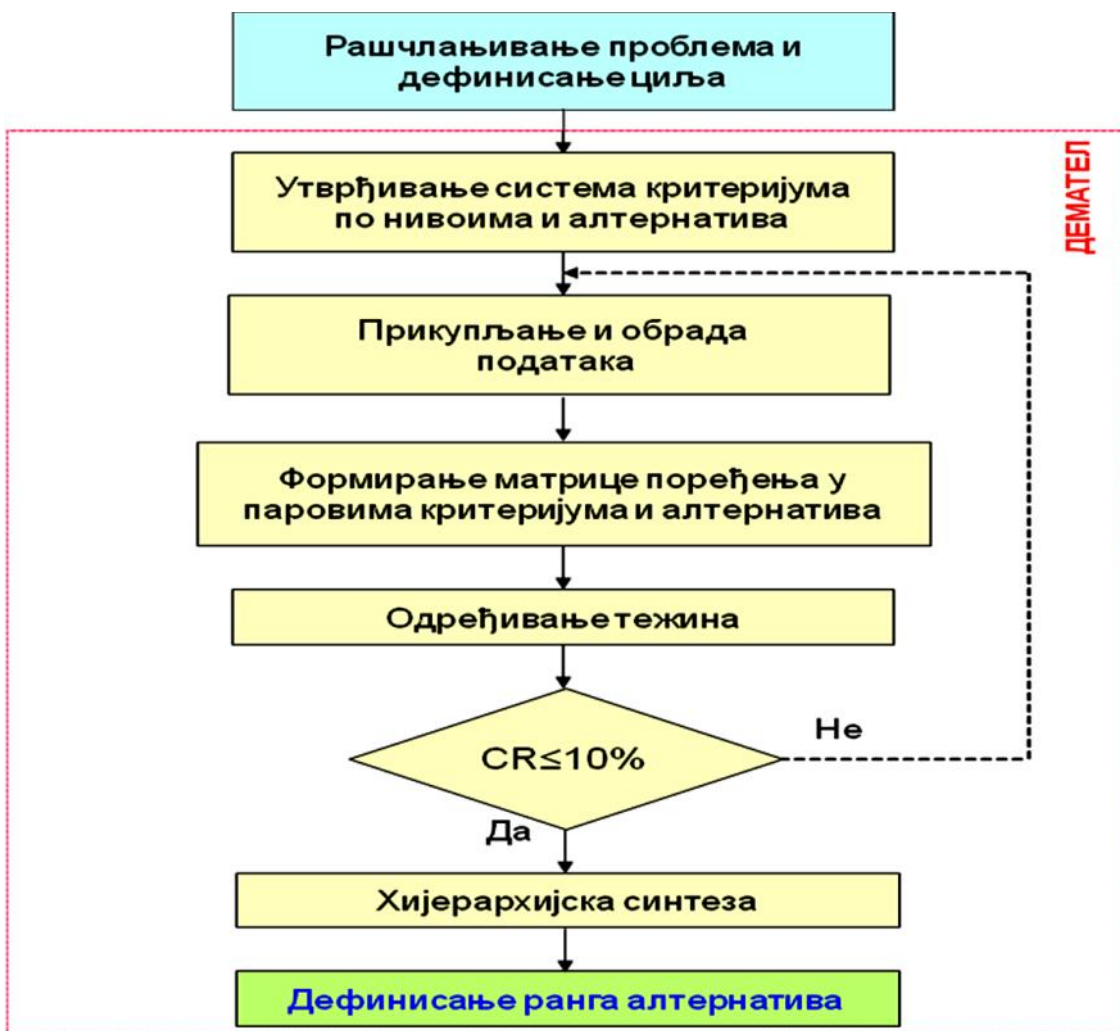 Рашчлањивање проблема и
дефинисање циља
ДЕМАТЕЛ
Утврђивање система критеријума
по нивоима и алтернатива
Прикупљање и обрада
података
Формирање матрице поређења у
паровима критеријума и алтернатива
Одређивање тежина
CR≤10%
Не
Да
Хијерархијска синтеза
Дефинисање ранга алтернатива